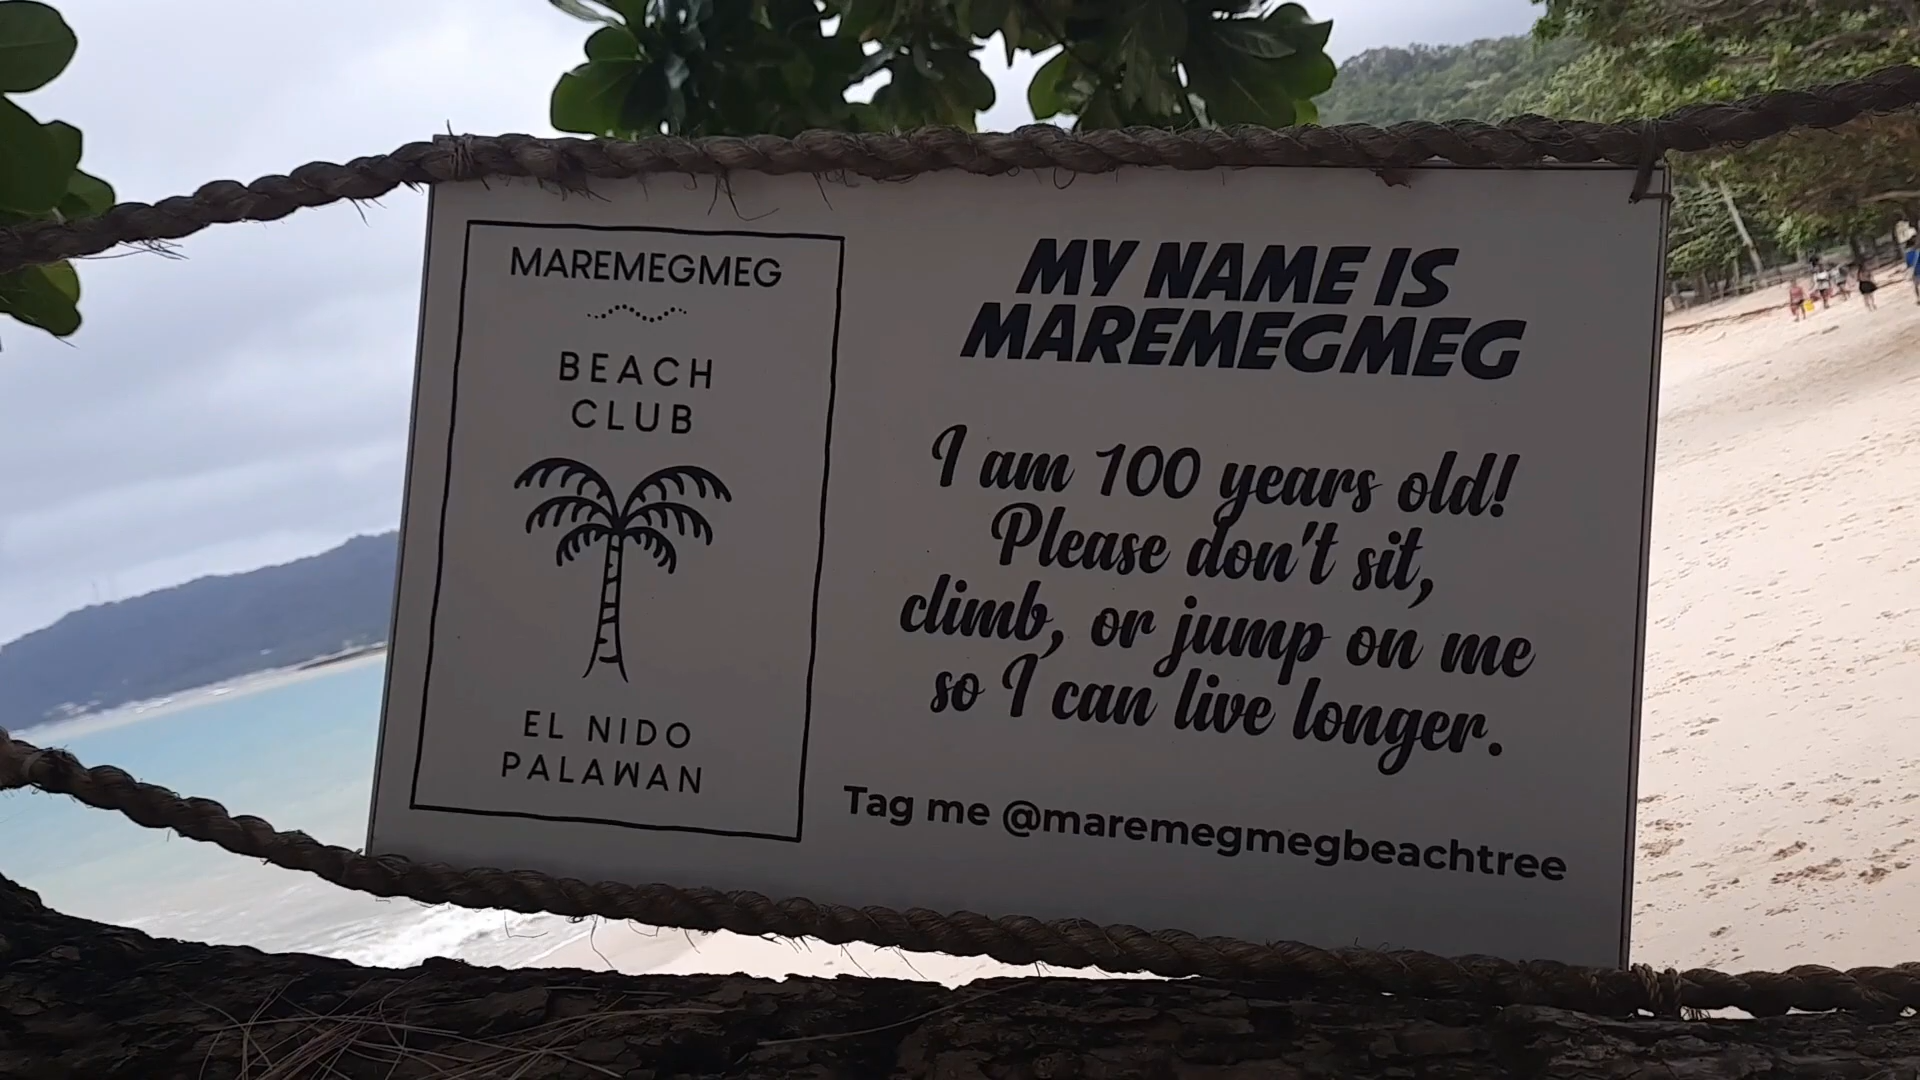 MAREMEGMEG
BEACH
CLUB
EL NIDO
PALAWAN
MY NAME IS
MAREMEGMEG
I am 100 years old!
Please don't sit,
climb, or jump on me
so I can live longer.
Tag me @maremegmegbeachtree